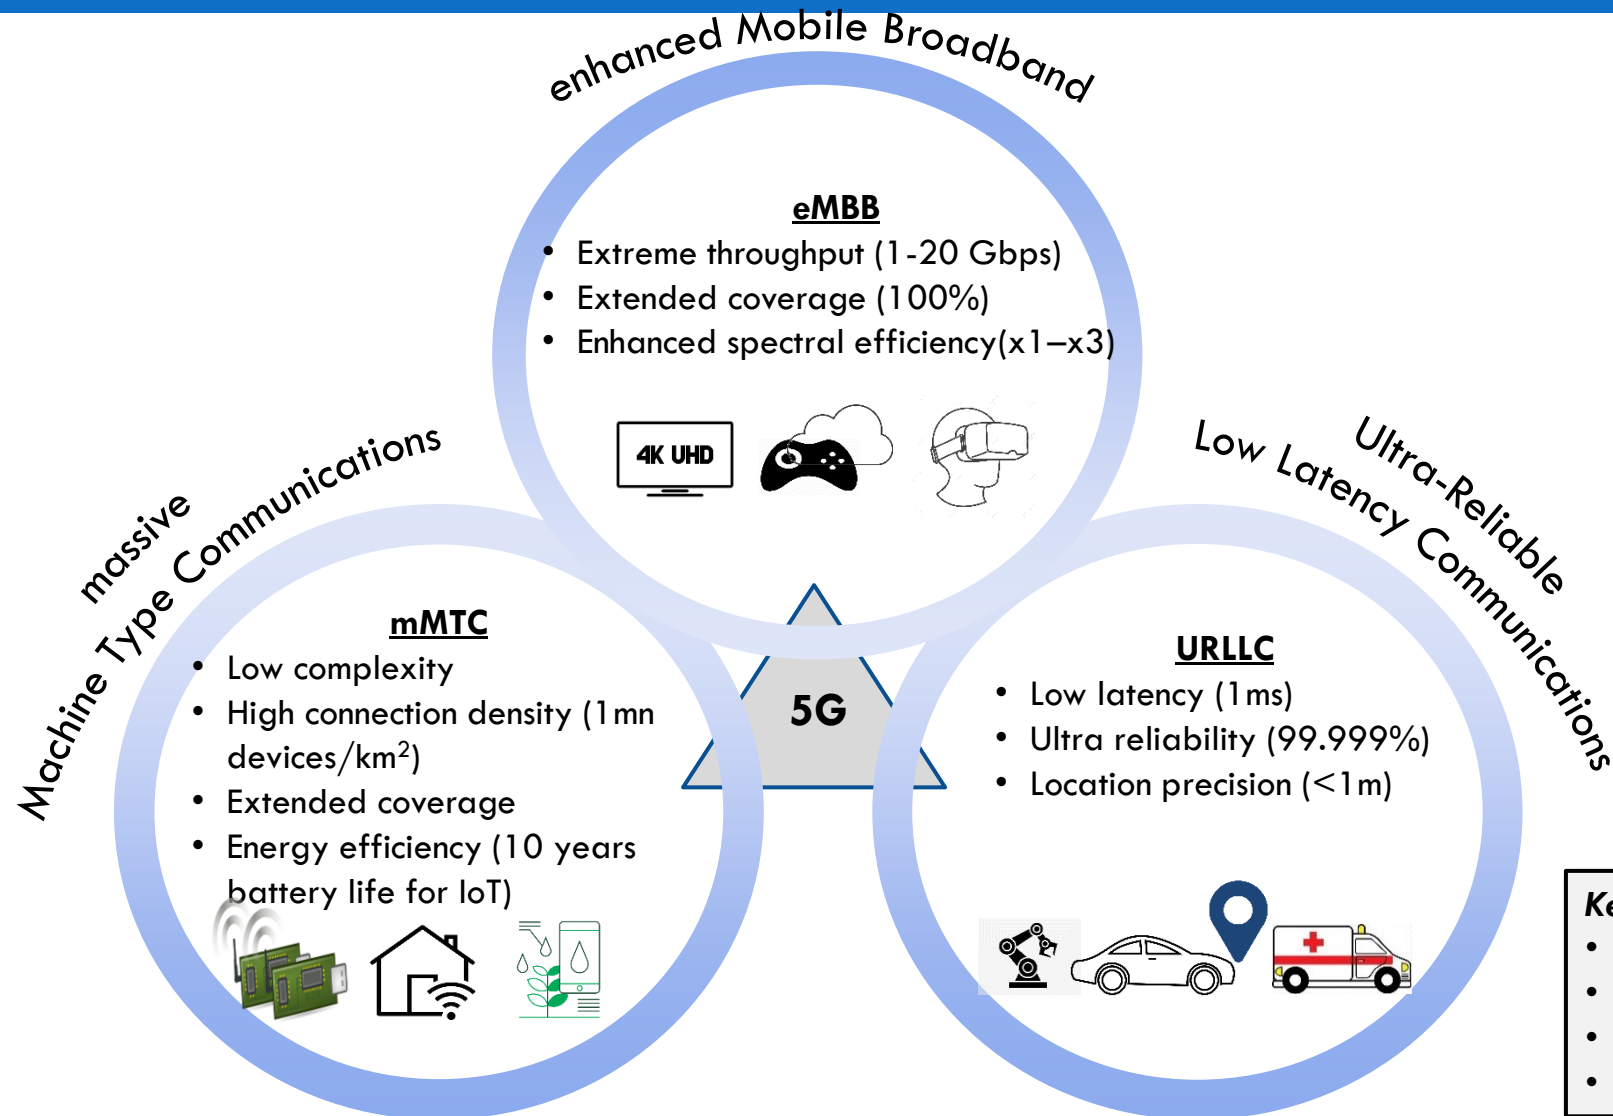 enhanced Mobile Broadband
eMBB
• Extreme throughput (1-20 Gbps)
• Extended coverage (100%)
• Enhanced spectral efficiency(x1–x3)
4K UHD
massive
Machine Type Communications
mMTC
• Low complexity
• High connection density (1mn
devices/km²)
• Extended coverage
• Energy efficiency (10 years
battery life for IoT)
5G
Ultra-Reliable
Low Latency Communications
URLLC
• Low latency (1ms)
• Ultra reliability (99.999%)
• Location precision (<1m)